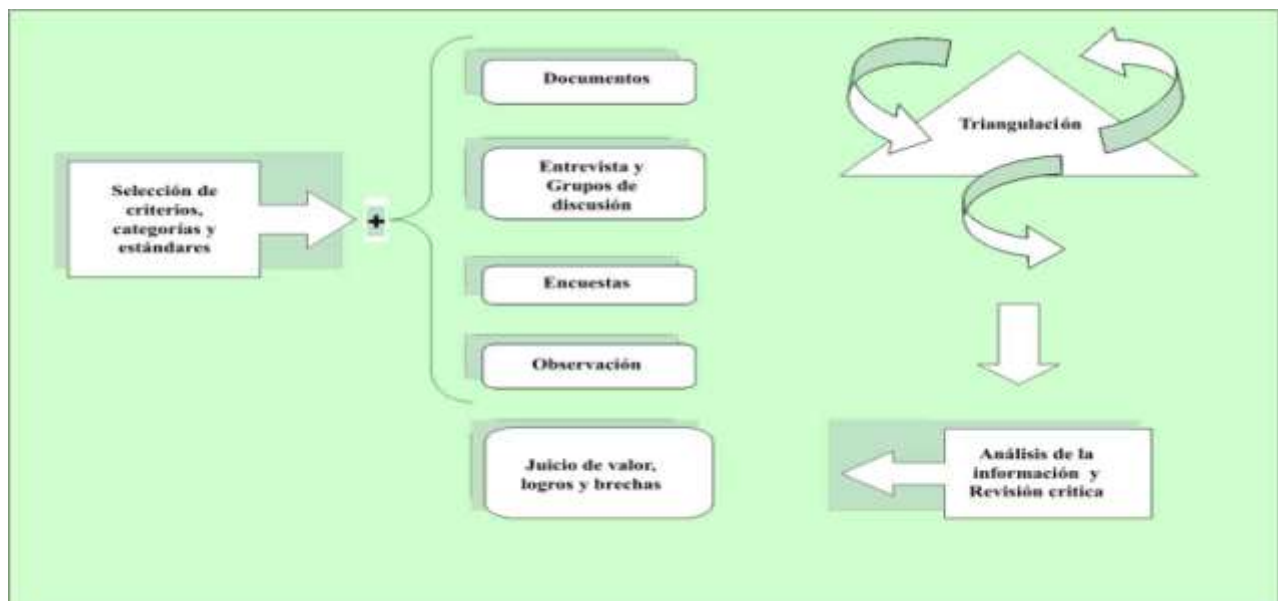 Selección de
criterios,
categorías y
estándares
+
Documentos
Entrevista y
Grupos de
discusión
Encuestas
Observación
Triangulación
Análisis de la
información y
Revisión critica
Juicio de valor,
logros y brechas